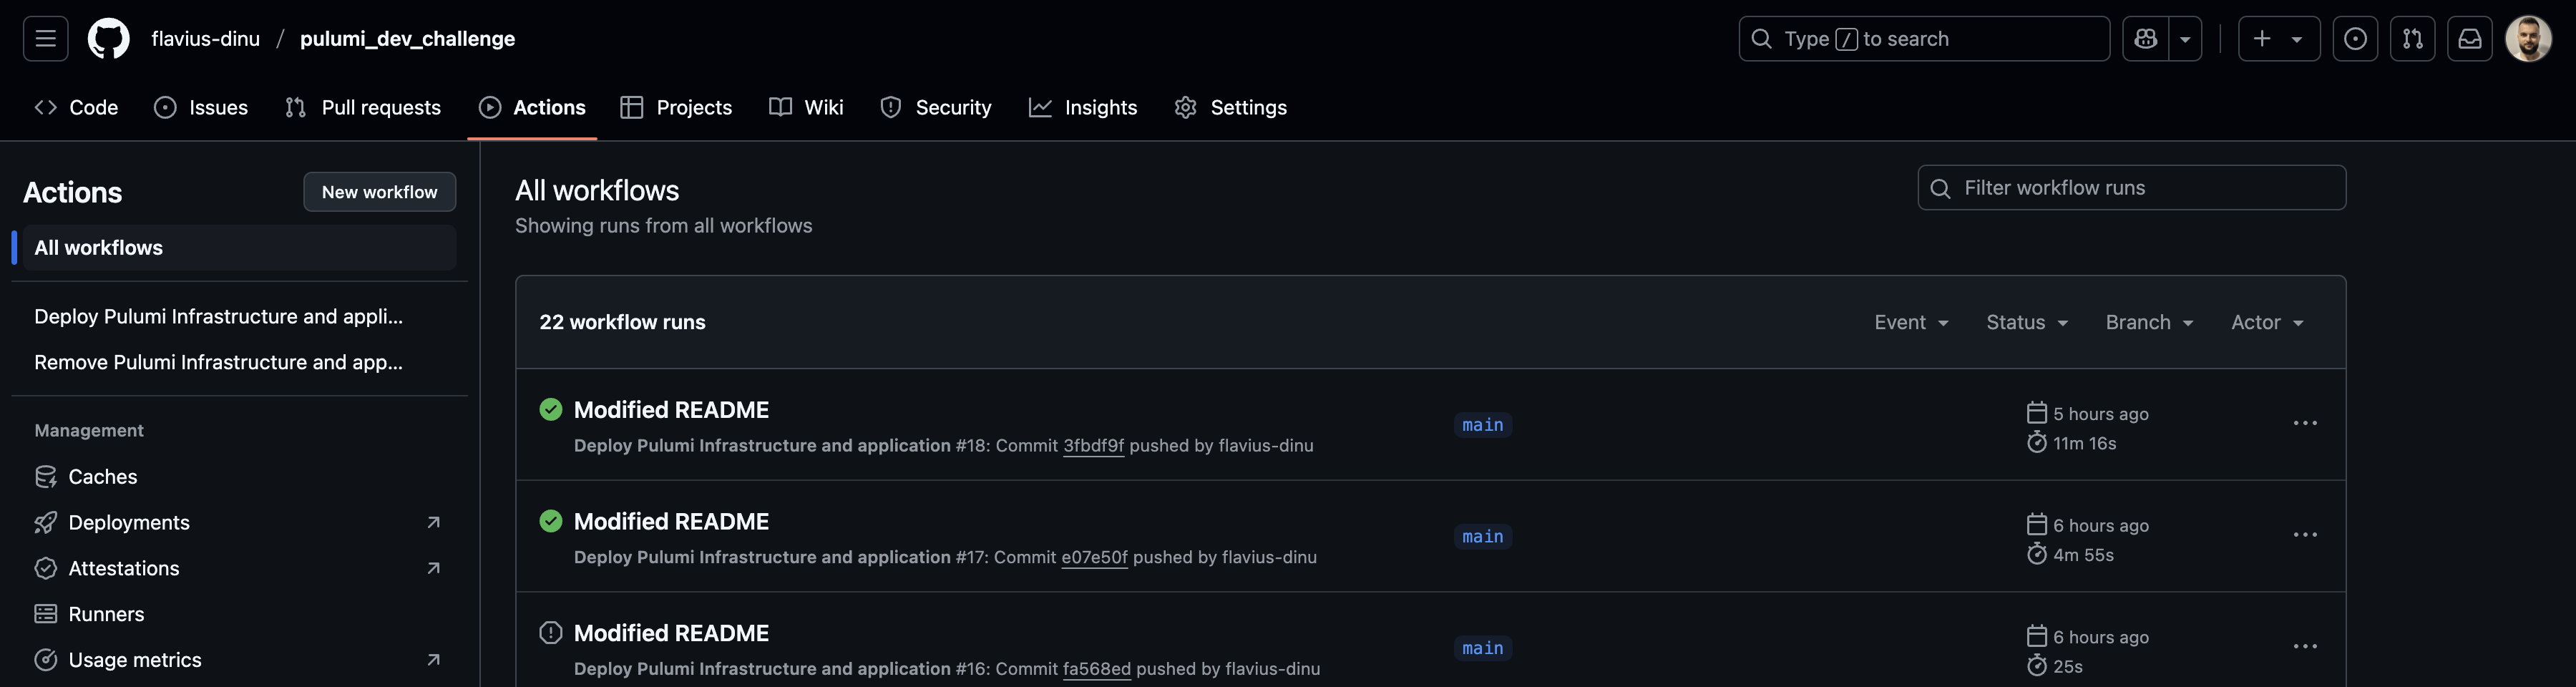 flavius-dinu / pulumi_dev_challenge
Type / to search
Code
Issues
Pull requests
Actions
Projects
Wiki
Security
Insights
Settings
Actions
New workflow
All workflows
Deploy Pulumi Infrastructure and appli...
Remove Pulumi Infrastructure and app...
Management
Caches
Deployments
Attestations
Runners
Usage metrics
All workflows
Showing runs from all workflows
Filter workflow runs
22 workflow runs
Event
Status
Branch
Actor
Modified README
Deploy Pulumi Infrastructure and application #18: Commit 3fbdf9f pushed by flavius-dinu
main
5 hours ago
11m 16s
Modified README
Deploy Pulumi Infrastructure and application #17: Commit e07e50f pushed by flavius-dinu
main
6 hours ago
4m 55s
Modified README
Deploy Pulumi Infrastructure and application #16: Commit fa568ed pushed by flavius-dinu
main
6 hours ago
25s